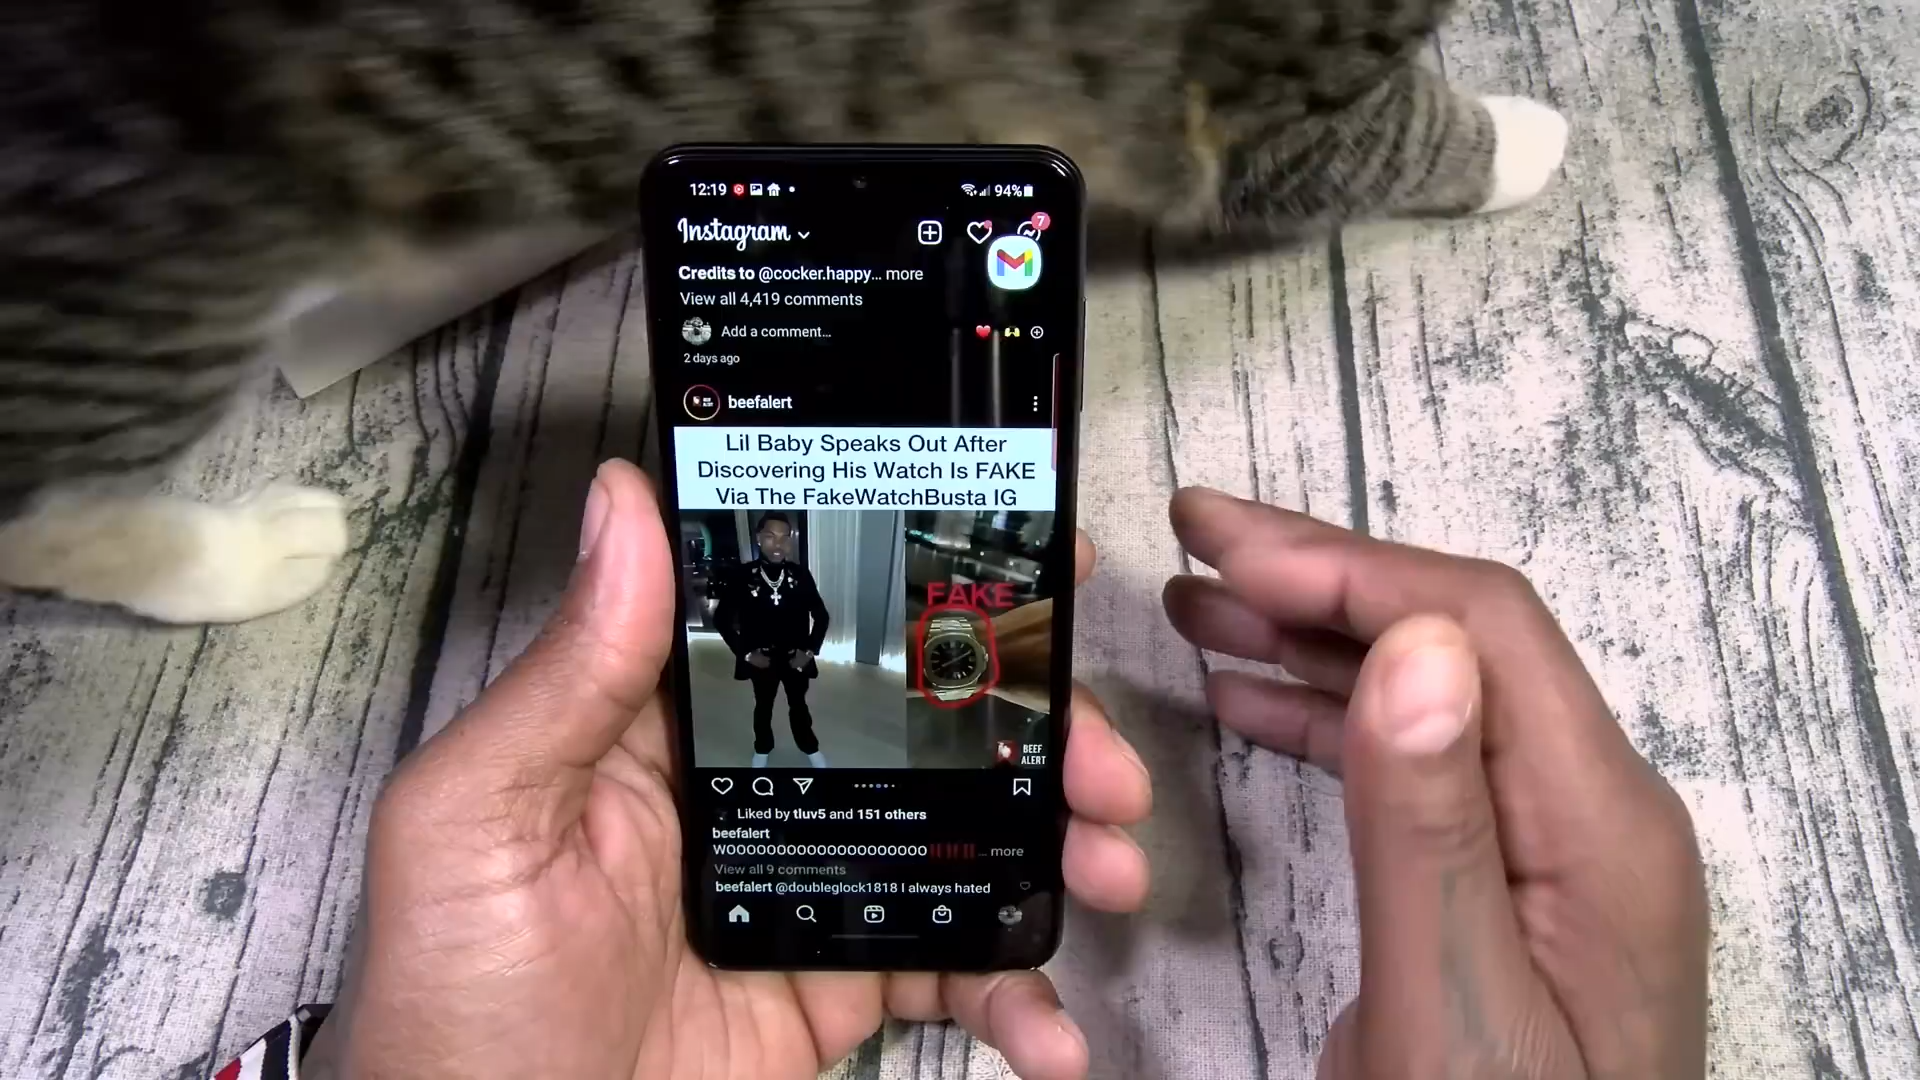 12:19
94%
Instagram
7
Credits to @cocker.happy... more
View all 4,419 comments
Add a comment...
2 days ago
beefalert
Lil Baby Speaks Out After
Discovering His Watch Is FAKE
Via The FakeWatchBusta IG
FAKE
BEEF
ALERT
Liked by tluv5 and 151 others
beefalert
WOOOOOOOOOOOOOOOOOOOO ... more
View all 9 comments
beefalert @doubleglock1818 I always hated